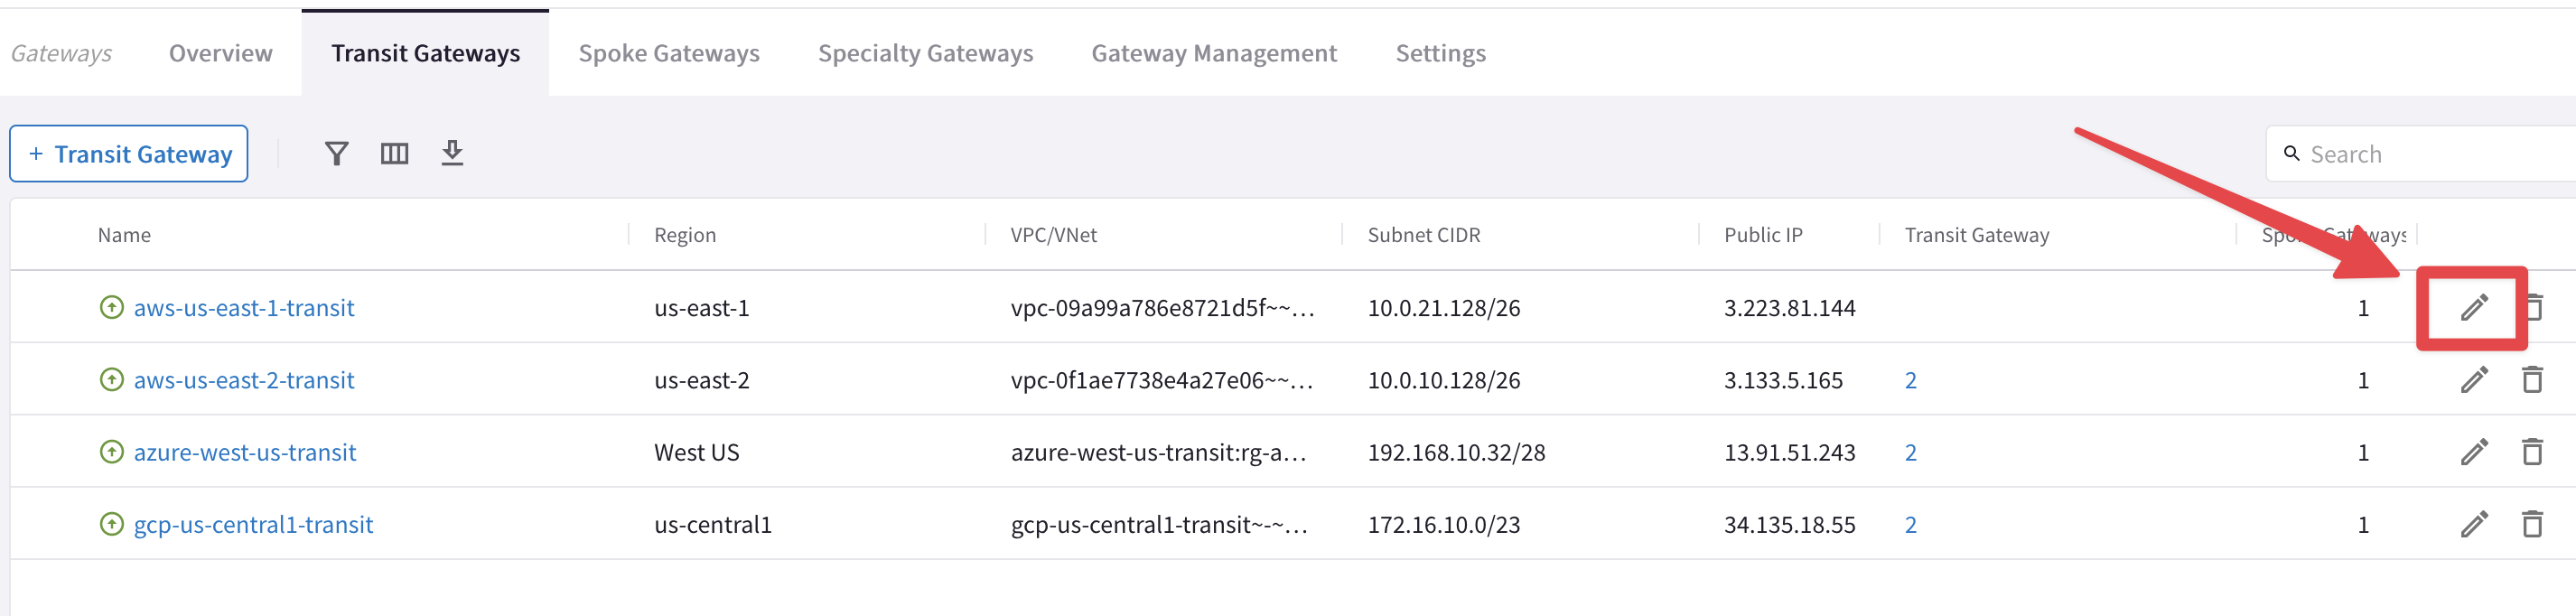 Gateways Overview Transit Gateways Spoke Gateways Specialty Gateways Gateway Management Settings
+ Transit Gateway Search
Name Region VPC/VNet Subnet CIDR Public IP Transit Gateway
aws-us-east-1-transit us-east-1 vpc-09a99a786e8721d5f~~... 10.0.21.128/26 3.223.81.144 1
aws-us-east-2-transit us-east-2 vpc-0f1ae7738e4a27e06~~... 10.0.10.128/26 3.133.5.165 2 1
azure-west-us-transit West US azure-west-us-transit:rg-a... 192.168.10.32/28 13.91.51.243 2 1
gcp-us-central1-transit us-central1 gcp-us-central1-transit~-~... 172.16.10.0/23 34.135.18.55 2 1